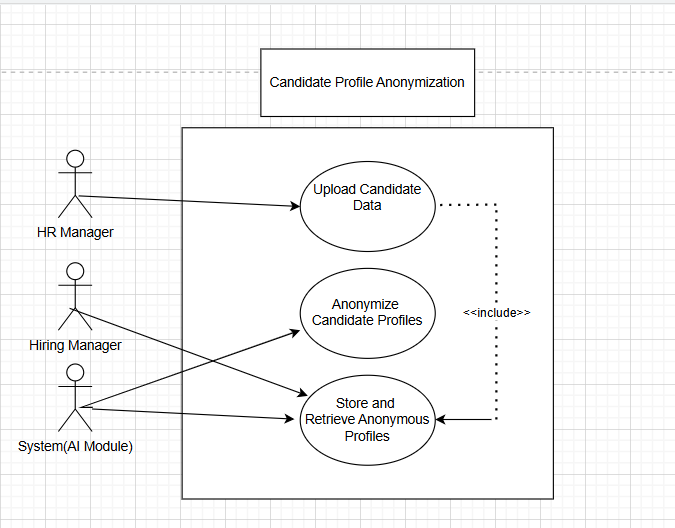 Candidate Profile Anonymization
Upload Candidate
Data
HR Manager
Anonymize
Candidate Profiles
<<include>>
Hiring Manager
Store and
Retrieve Anonymous
Profiles
System(AI Module)